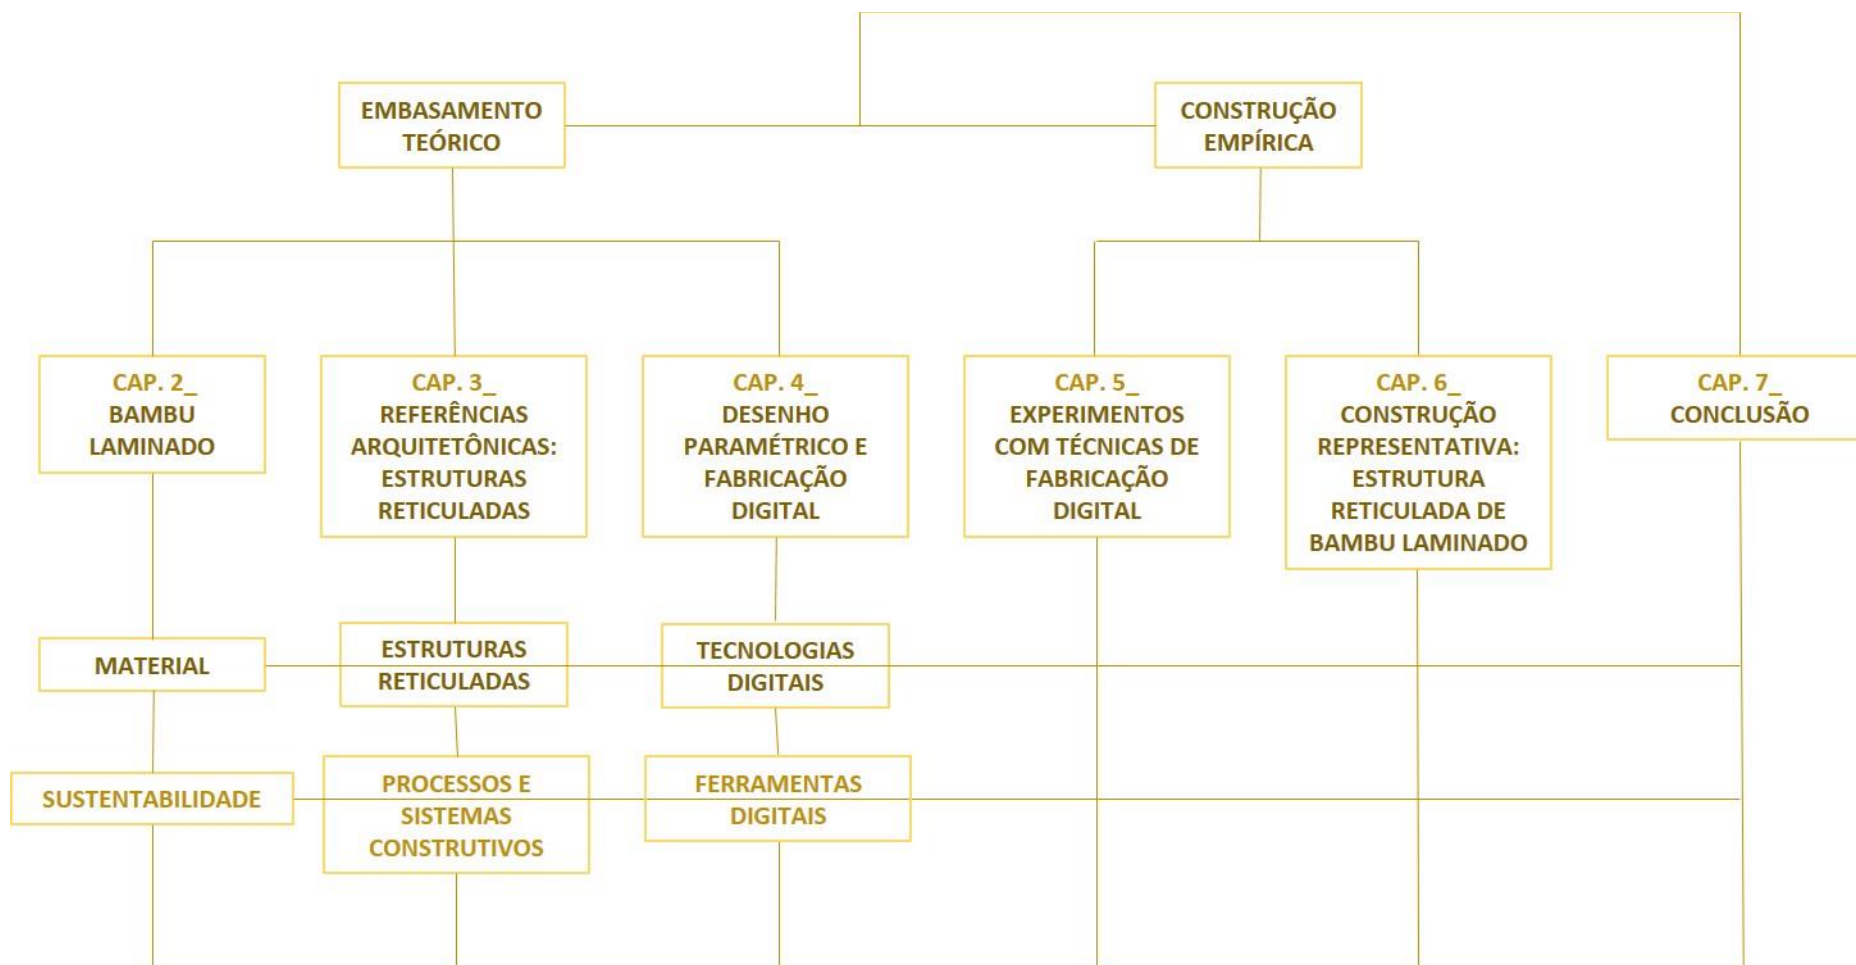 EMBASAMENTO
TEÓRICO
CONSTRUÇÃO
EMPÍRICA
CAP. 2_
BAMBU
LAMINADO
CAP. 3_
REFERÊNCIAS
ARQUITETÔNICAS:
ESTRUTURAS
RETICULADAS
CAP. 4_
DESENHO
PARAMÉTRICO E
FABRICAÇÃO
DIGITAL
CAP. 5_
EXPERIMENTOS
COM TÉCNICAS DE
FABRICAÇÃO
DIGITAL
CAP. 6_
CONSTRUÇÃO
REPRESENTATIVA:
ESTRUTURA
RETICULADA DE
BAMBU LAMINADO
CAP. 7_
CONCLUSÃO
MATERIAL
ESTRUTURAS
RETICULADAS
TECNOLOGIAS
DIGITAIS
SUSTENTABILIDADE
PROCESSOS E
SISTEMAS
CONSTRUTIVOS
FERRAMENTAS
DIGITAIS